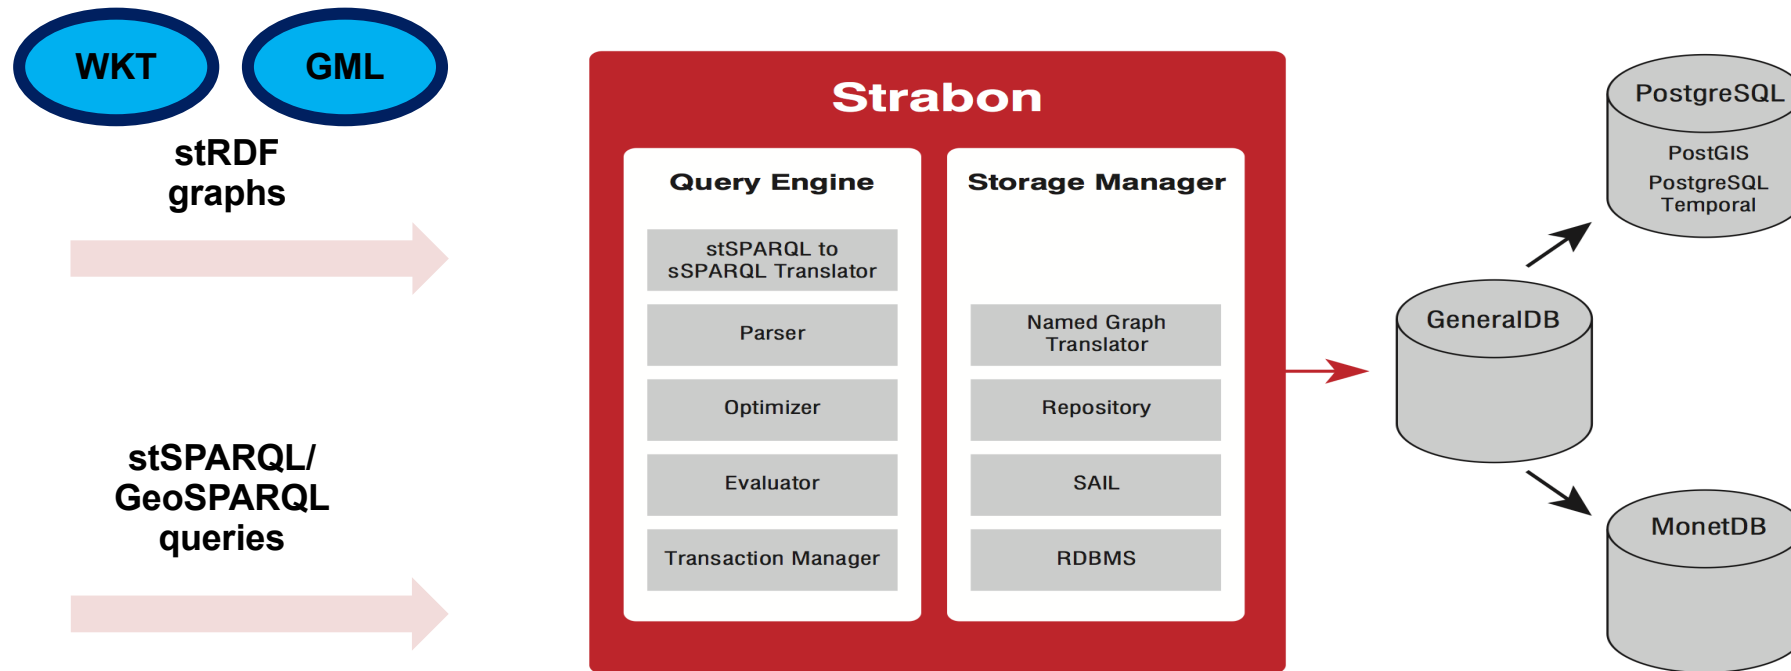 WKT
GML
stRDF
graphs
stSPARQL/
GeoSPARQL
queries
Strabon
Query Engine
stSPARQL to
sSPARQL Translator
Parser
Optimizer
Evaluator
Transaction Manager
Storage Manager
Named Graph
Translator
Repository
SAIL
RDBMS
GeneralDB
PostgreSQL
PostGIS
PostgreSQL
Temporal
MonetDB